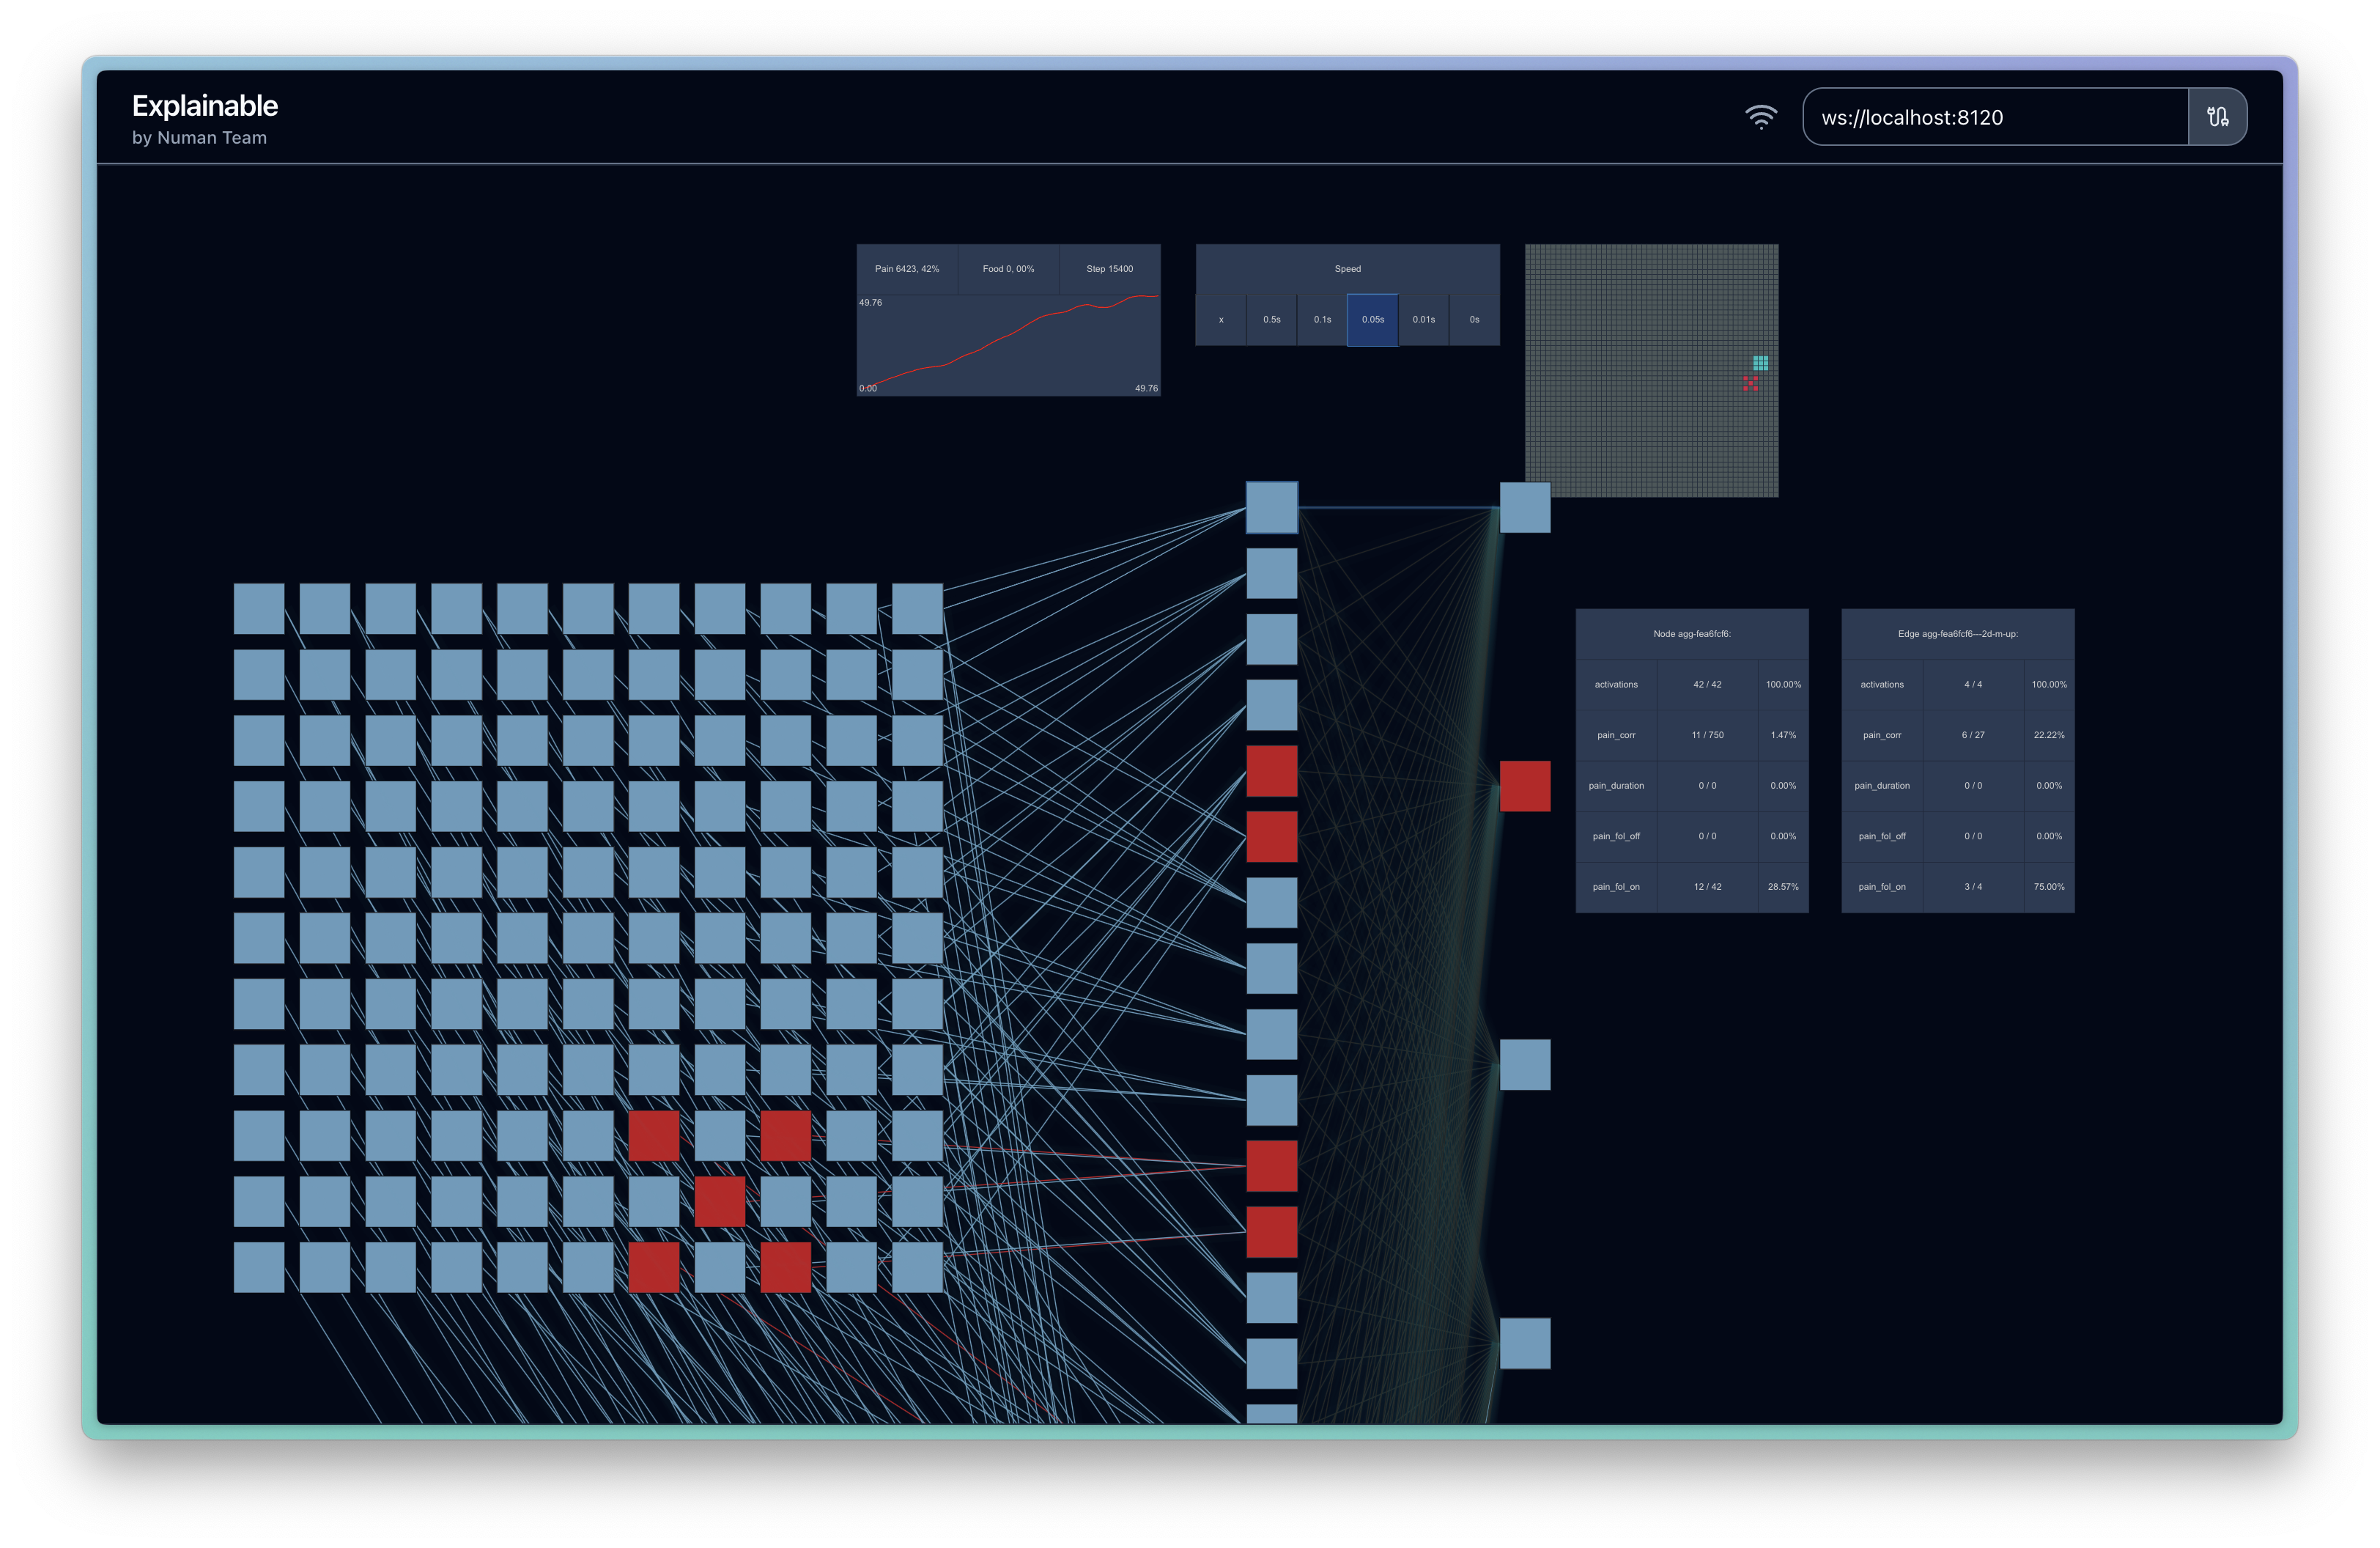 Explainable
by Numan Team
ws://localhost:8120
Pain 6423, 42%
Food 0, 00%
Step 15400
49.76
0.00
49.76
Speed
x
0.5s
0.1s
0.05s
0.01s
0s
Node agg-fea6fcf6:
activations 42 / 42 100.00%
pain_corr 11 / 750 1.47%
pain_duration 0 / 0 0.00%
pain_fol_off 0 / 0 0.00%
pain_fol_on 12 / 42 28.57%
Edge agg-fea6fcf6---2d-m-up:
activations 4 / 4 100.00%
pain_corr 6 / 27 22.22%
pain_duration 0 / 0 0.00%
pain_fol_off 0 / 0 0.00%
pain_fol_on 3 / 4 75.00%